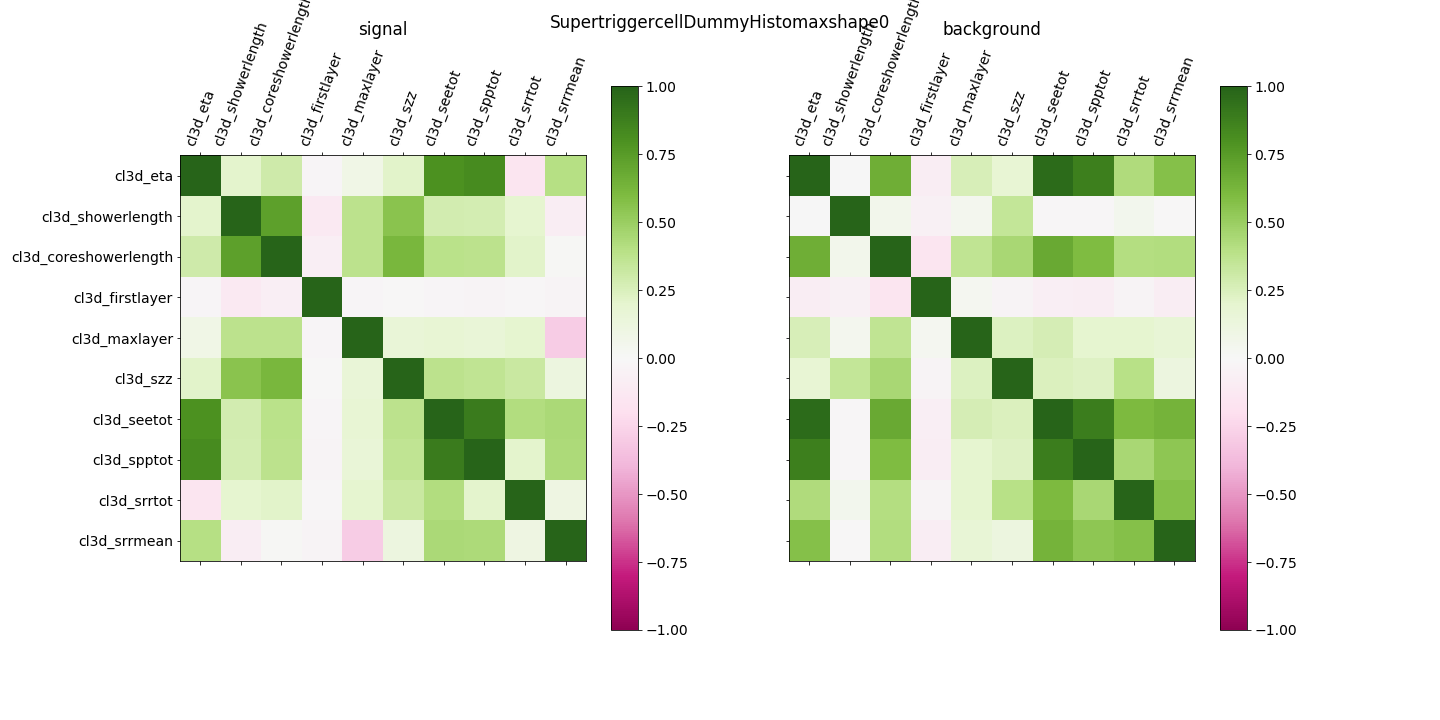 SupertriggercellDummyHistomaxshape0
signal
background
cl3d_eta
cl3d_showerlength
cl3d_coreshowerlength
cl3d_firstlayer
cl3d_maxlayer
cl3d_szz
cl3d_seetot
cl3d_spptot
cl3d_srrtot
cl3d_srrmean
cl3d_eta
cl3d_showerlength
cl3d_coreshowerlength
cl3d_firstlayer
cl3d_maxlayer
cl3d_szz
cl3d_seetot
cl3d_spptot
cl3d_srrtot
cl3d_srrmean
cl3d_eta
cl3d_showerlength
cl3d_coreshowerlength
cl3d_firstlayer
cl3d_maxlayer
cl3d_szz
cl3d_seetot
cl3d_spptot
cl3d_srrtot
cl3d_srrmean
1.00
0.75
0.50
0.25
0.00
−0.25
−0.50
−0.75
−1.00
1.00
0.75
0.50
0.25
0.00
−0.25
−0.50
−0.75
−1.00